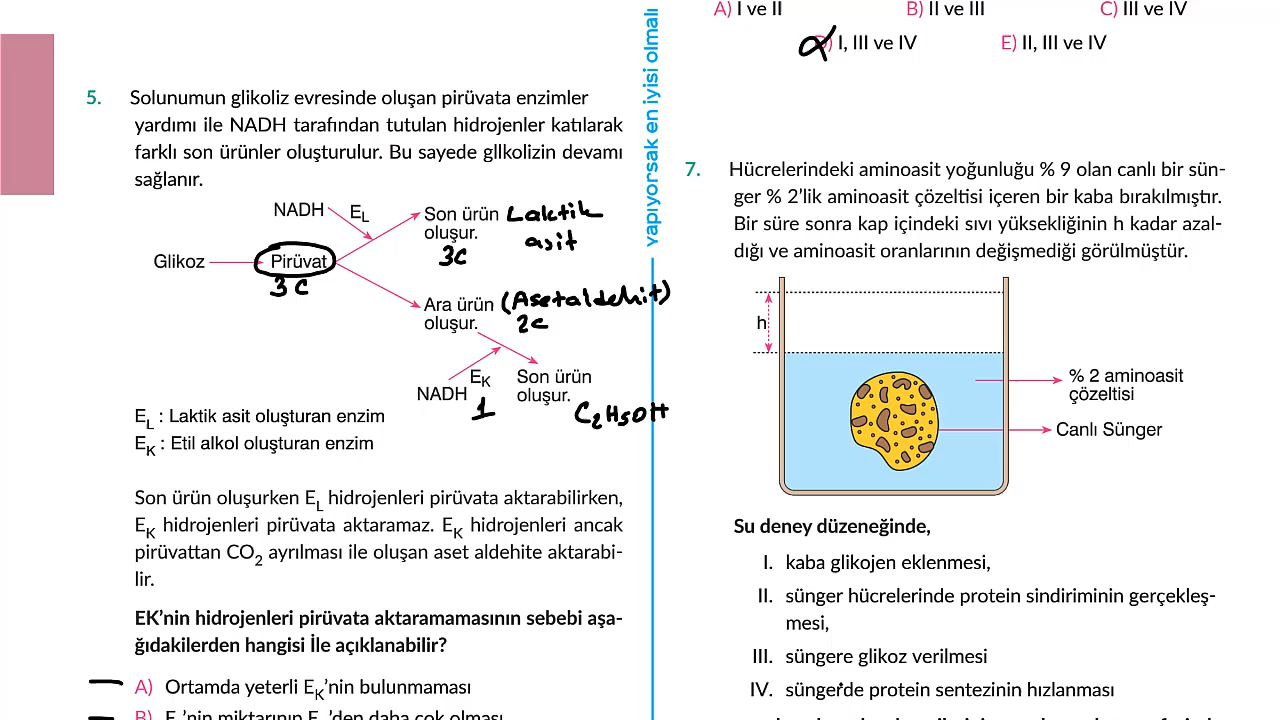 5. Solunumun glikoliz evresinde oluşan pirüvata enzimler
yardımı ile NADH tarafından tutulan hidrojenler katılarak
farklı son ürünler oluşturulur. Bu sayede glIkolizin devamı
sağlanır.
NADH
EL
Son ürün
oluşur.
Laktik
asit
3C
Glikoz
Pirüvat
3C
Ara ürün
oluşur.
(Asetaldehit)
2C
EK
NADH
1
Son ürün
oluşur.
C2H5OH
EL : Laktik asit oluşturan enzim
EK : Etil alkol oluşturan enzim
Son ürün oluşurken EL hidrojenleri pirüvata aktarabilirken,
EK hidrojenleri pirüvata aktaramaz. EK hidrojenleri ancak
pirüvattan CO2 ayrılması ile oluşan aset aldehite aktarabi-
lir.
EK'nin hidrojenleri pirüvata aktaramamasının sebebi aşa-
ğıdakilerden hangisi İle açıklanabilir?
A) Ortamda yeterli EK'nin bulunmaması
yapıyorsak en iyisi olmalı
A) I ve II
B) II ve III
C) III ve IV
D) I, III ve IV
E) II, III ve IV
7. Hücrelerindeki aminoasit yoğunluğu % 9 olan canlı bir sün-
ger % 2'lik aminoasit çözeltisi içeren bir kaba bırakılmıştır.
Bir süre sonra kap içindeki sıvı yüksekliğinin h kadar azal-
dığı ve aminoasit oranlarının değişmediği görülmüştür.
h
% 2 aminoasit
çözeltisi
Canlı Sünger
Su deney düzeneğinde,
I. kaba glikojen eklenmesi,
II. sünger hücrelerinde protein sindiriminin gerçekleş-
mesi,
III. süngere glikoz verilmesi
IV. sünger'de protein sentezinin hızlanması